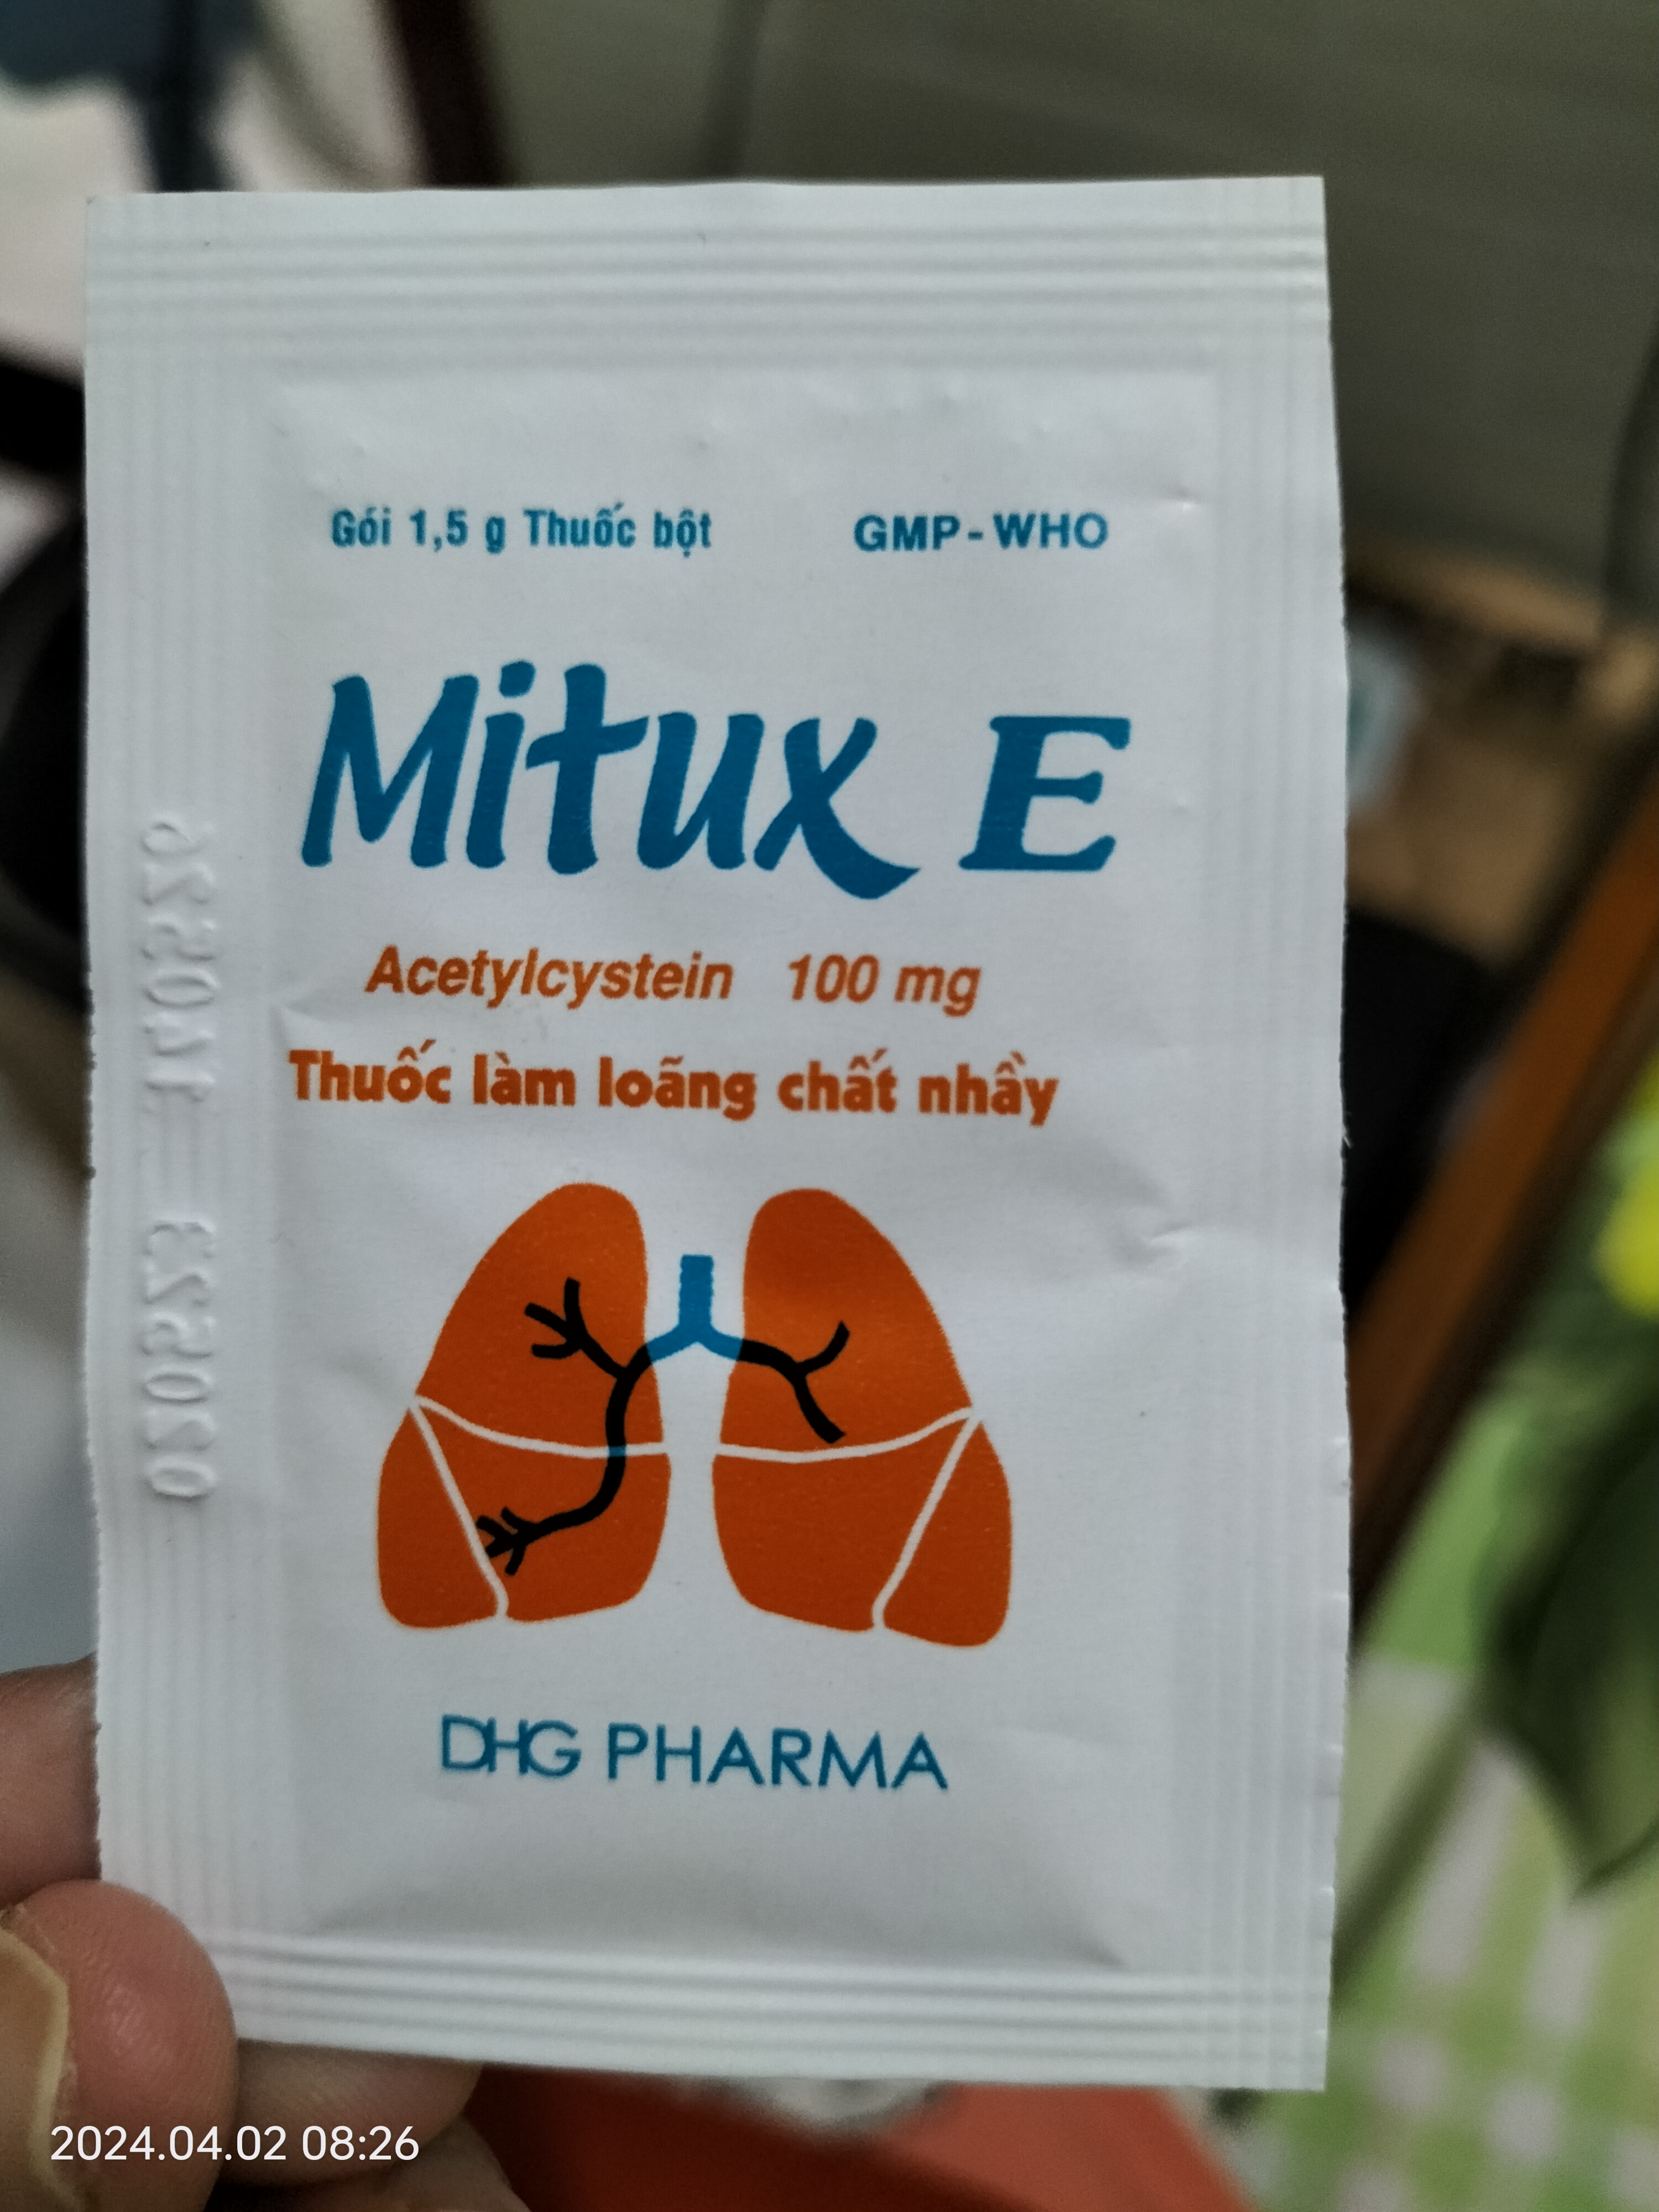 Gói 1,5 g Thuốc bột GMP-WHO
Mitux E
Acetylcystein 100 mg
Thuốc làm loãng chất nhầy
DHG PHARMA
2024.04.02 08:26